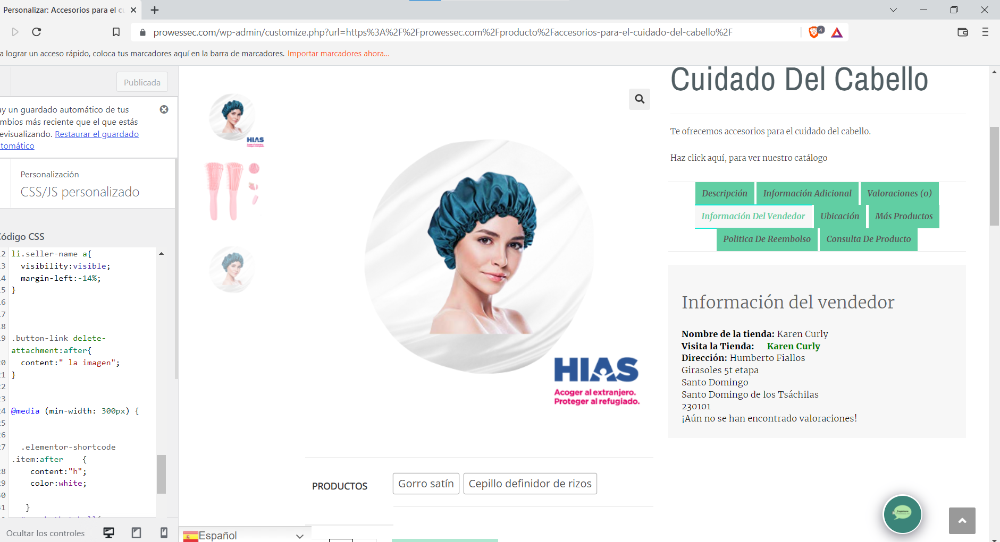 Personalizar: Accesorios para el c
prowessec.com/wp-admin/customize.php?url=https%3A%2F%2Fprowessec.com%2Fproducto%2Faccesorios-para-el-cuidado-del-cabello%2F
4
a lograr un acceso rápido, coloca tus marcadores aquí en la barra de marcadores. Importar marcadores ahora...
Publicada
ay un guardado automático de tus
mbios más reciente que el que estás
evisualizando. Restaurar el guardado
tomático
Personalización
CSS/JS personalizado
ódigo CSS
2 li.seller-name a{
3 visibility:visible;
4 margin-left:-14%;
5 }
6
7
8
9 .button-link delete-
attachment:after{
0 content:" la imagen";
1 }
2
3
4 @media (min-width: 300px) {
5
6
7 .elementor-shortcode
.item:after {
8 content:"h";
9 color:white;
0
1 }
Ocultar los controles
HIAS
HIAS
Acoger al extranjero.
Proteger al refugiado.
PRODUCTOS
Gorro satín
Cepillo definidor de rizos
Español
Cuidado Del Cabello
Te ofrecemos accesorios para el cuidado del cabello.
Haz click aquí, para ver nuestro catálogo
Descripción Información Adicional Valoraciones (0)
Información Del Vendedor Ubicación Más Productos
Politica De Reembolso Consulta De Producto
Información del vendedor
Nombre de la tienda: Karen Curly
Visita la Tienda: Karen Curly
Dirección: Humberto Fiallos
Girasoles 5t etapa
Santo Domingo
Santo Domingo de los Tsáchilas
230101
¡Aún no se han encontrado valoraciones!